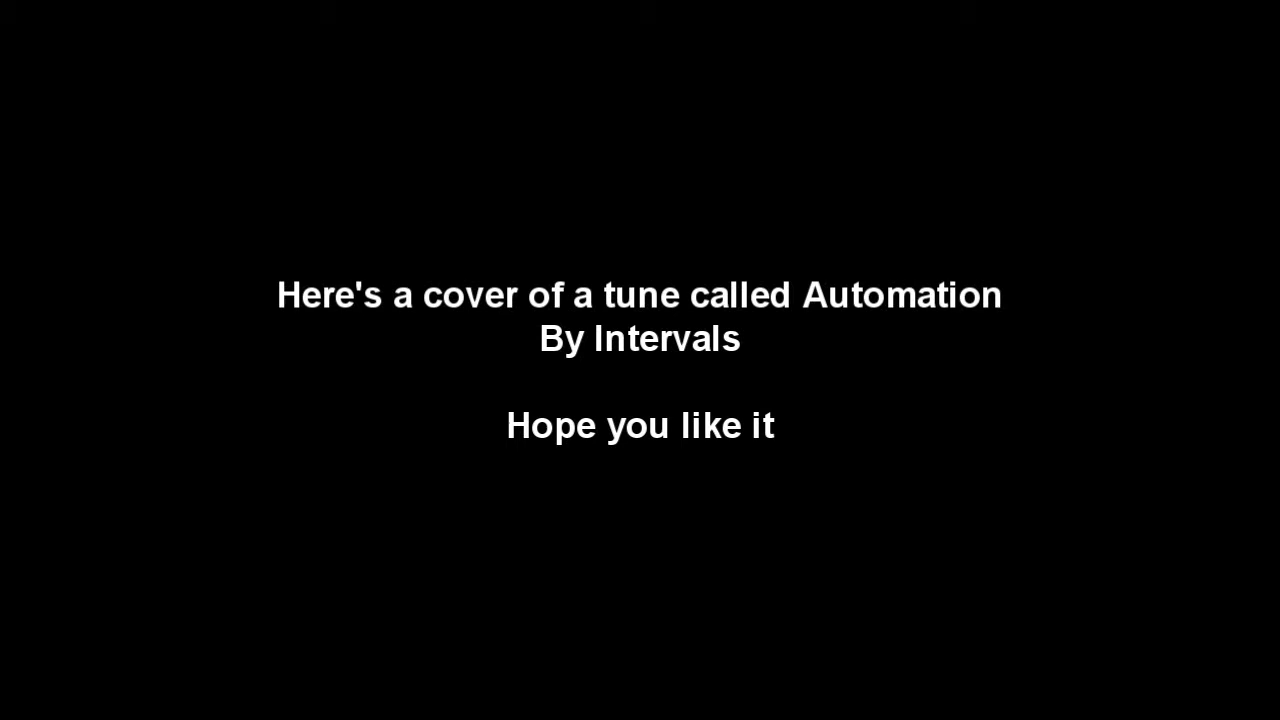 Here's a cover of a tune called Automation
By Intervals
Hope you like it